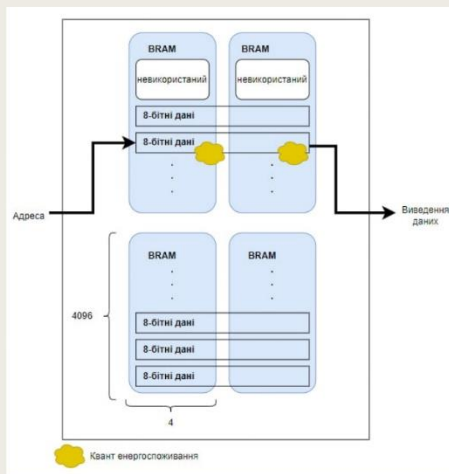 BRAM
BRAM
невикористаний
невикористаний
8-бітні дані
8-бітні дані
Адреса
Виведення
даних
BRAM
BRAM
4096
8-бітні дані
8-бітні дані
8-бітні дані
4
Квант енергоспоживання